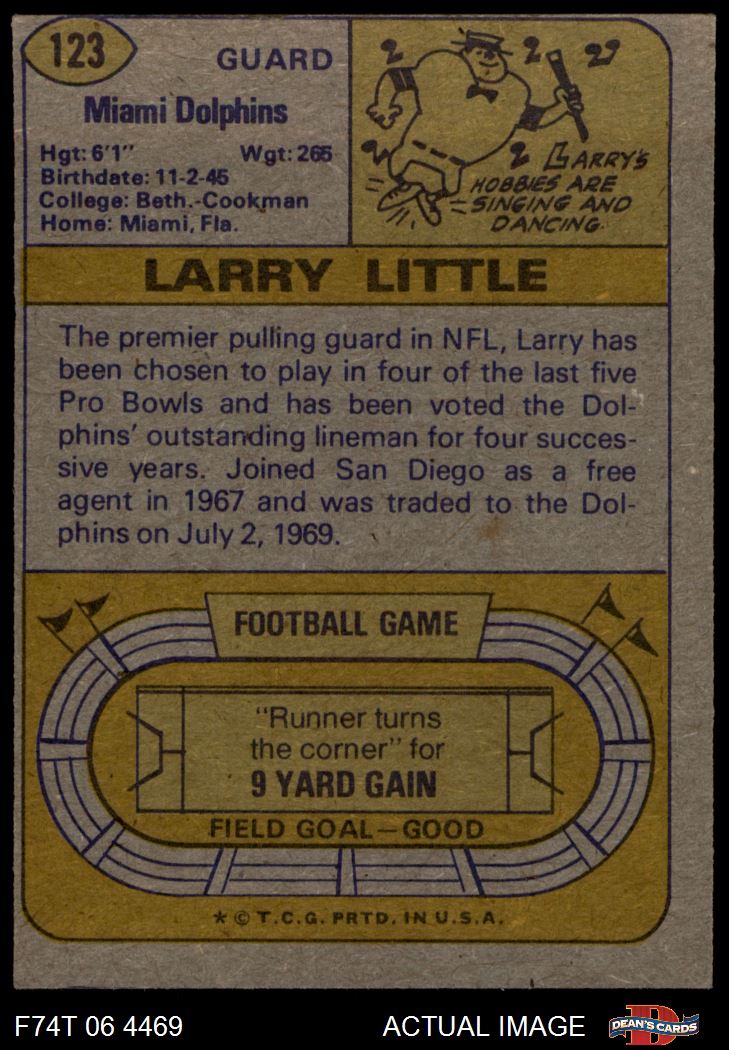 123
GUARD
Miami Dolphins
Hgt: 6'1" Wgt: 265
Birthdate: 11-2-45
College: Beth.-Cookman
Home: Miami, Fla.
2 2 2 2 2
LARRY'S
HOBBIES ARE
SINGING AND
DANCING.
LARRY LITTLE
The premier pulling guard in NFL, Larry has
been chosen to play in four of the last five
Pro Bowls and has been voted the Dol-
phins' outstanding lineman for four succes-
sive years. Joined San Diego as a free
agent in 1967 and was traded to the Dol-
phins on July 2, 1969.
FOOTBALL GAME
"Runner turns
the corner" for
9 YARD GAIN
FIELD GOAL—GOOD
* © T.C.G. PRTD. IN U.S.A.
F74T 06 4469 ACTUAL IMAGE D DEAN'S CARDS